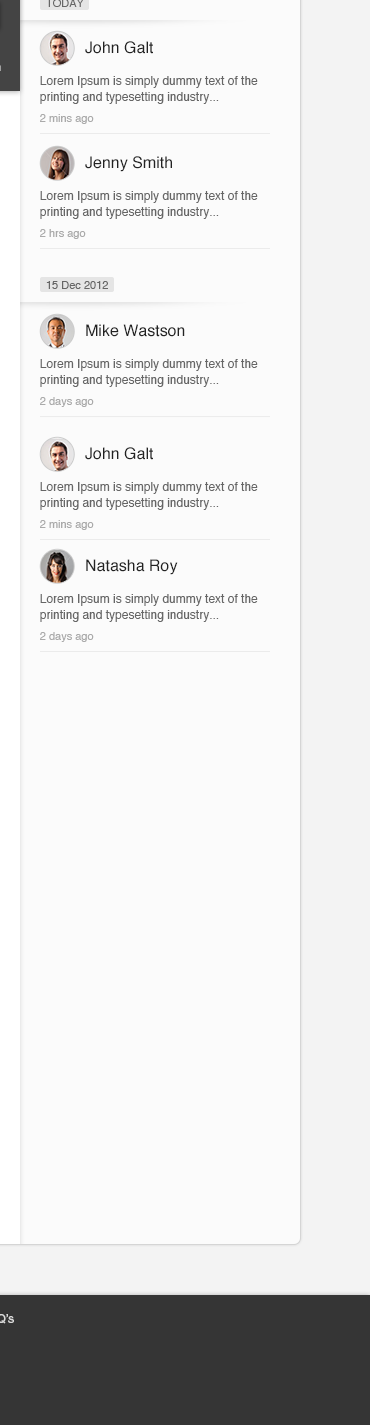 TODAY
John Galt
Lorem Ipsum is simply dummy text of the
printing and typesetting industry...
2 mins ago
Jenny Smith
Lorem Ipsum is simply dummy text of the
printing and typesetting industry...
2 hrs ago
15 Dec 2012
Mike Wastson
Lorem Ipsum is simply dummy text of the
printing and typesetting industry...
2 days ago
John Galt
Lorem Ipsum is simply dummy text of the
printing and typesetting industry...
2 mins ago
Natasha Roy
Lorem Ipsum is simply dummy text of the
printing and typesetting industry...
2 days ago
Q's